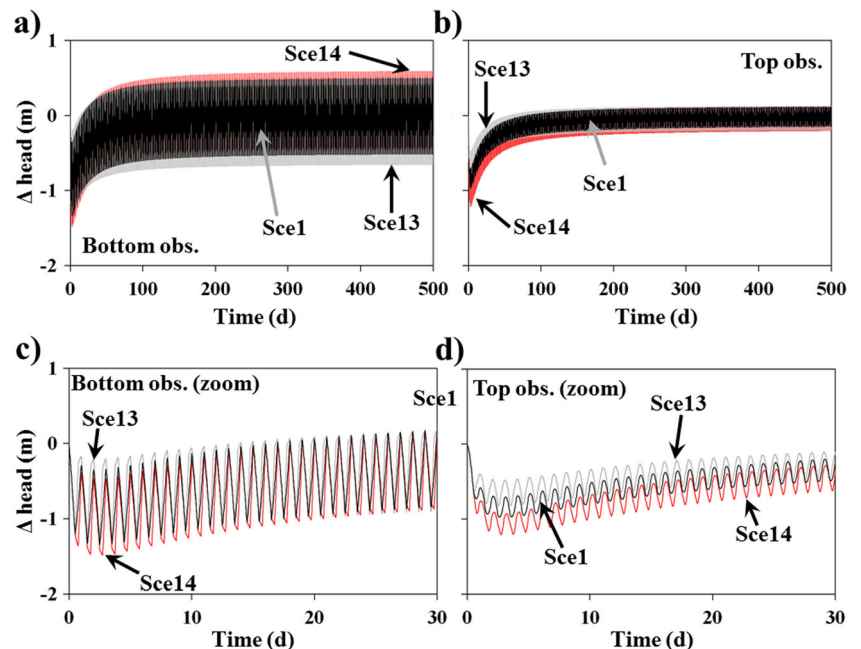 a)
1
0
-1
-2
Δ head (m)
Sce14
Sce1
Sce13
Bottom obs.
0 100 200 300 400 500
Time (d)
b)
Top obs.
Sce13
Sce1
Sce14
0 100 200 300 400 500
Time (d)
c)
1
0
-1
-2
Δ head (m)
Bottom obs. (zoom)
Sce1
Sce13
Sce14
0 10 20 30
Time (d)
d)
Top obs. (zoom)
Sce13
Sce1
Sce14
0 10 20 30
Time (d)